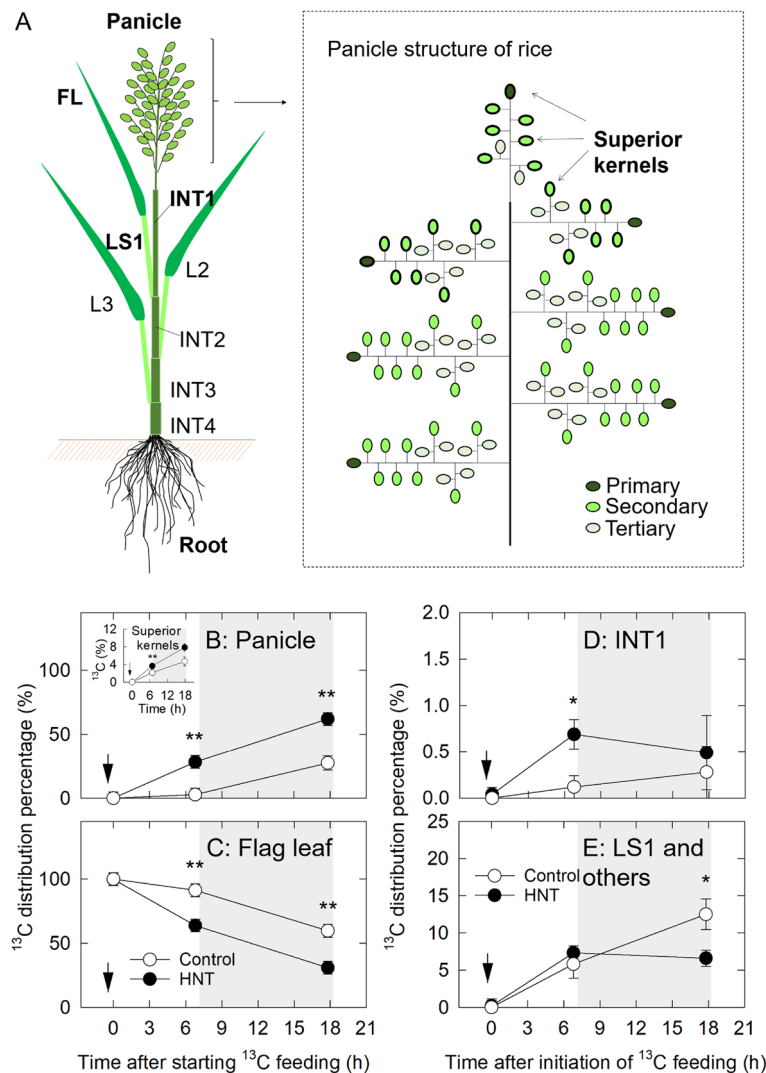 A
Panicle
FL
INT1
LS1
L2
L3
INT2
INT3
INT4
Root
Panicle structure of rice
Superior
kernels
Primary
Secondary
Tertiary
B: Panicle
Superior
kernels
¹³C (%)
12
8
4
0
**
0 6 12 18
Time (h)
100
50
0
**
**
C: Flag leaf
100
50
0
**
**
Control
HNT
0 3 6 9 12 15 18 21
Time after starting ¹³C feeding (h)
¹³C distribution percentage (%)
D: INT1
2.0
1.5
1.0
0.5
0.0
*
E: LS1 and
others
25
20
15
10
5
0
Control
HNT
*
0 3 6 9 12 15 18 21
Time after initiation of ¹³C feeding (h)
¹³C distribution percentage (%)